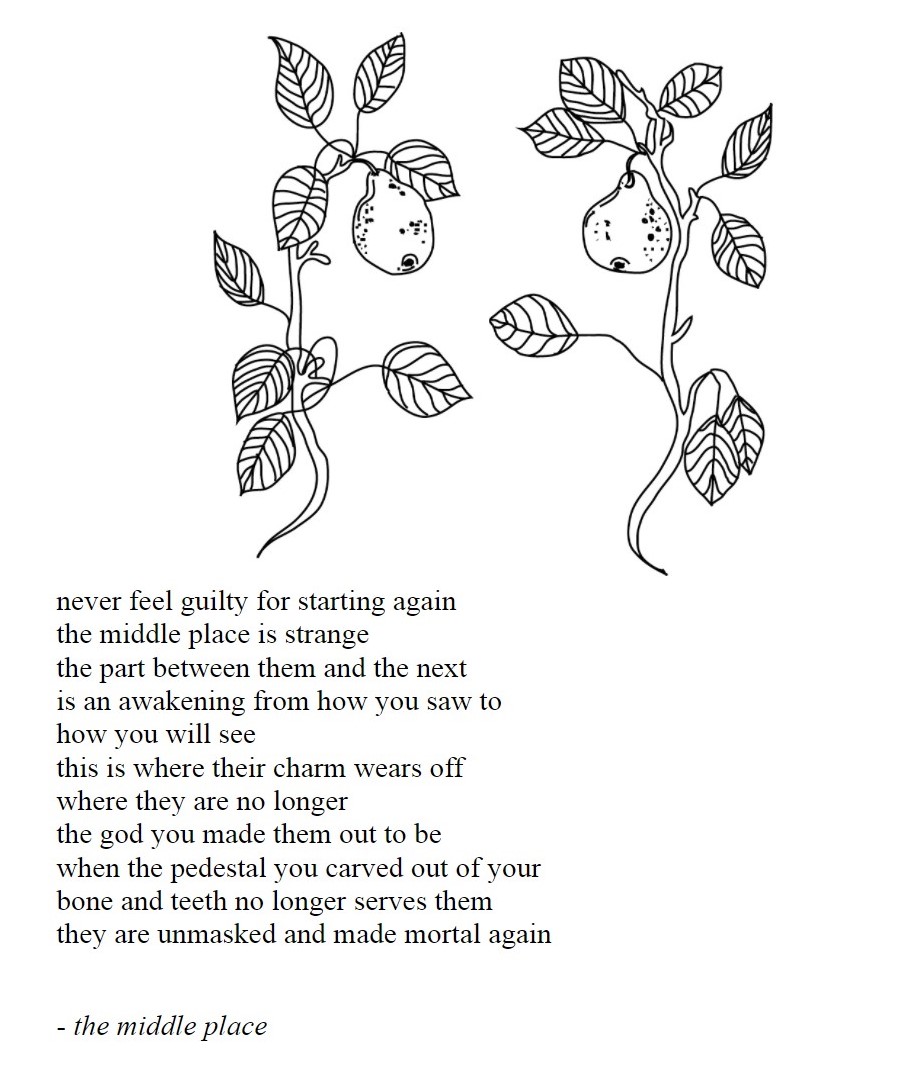 never feel guilty for starting again
the middle place is strange
the part between them and the next
is an awakening from how you saw to
how you will see
this is where their charm wears off
where they are no longer
the god you made them out to be
when the pedestal you carved out of your
bone and teeth no longer serves them
they are unmasked and made mortal again
- the middle place